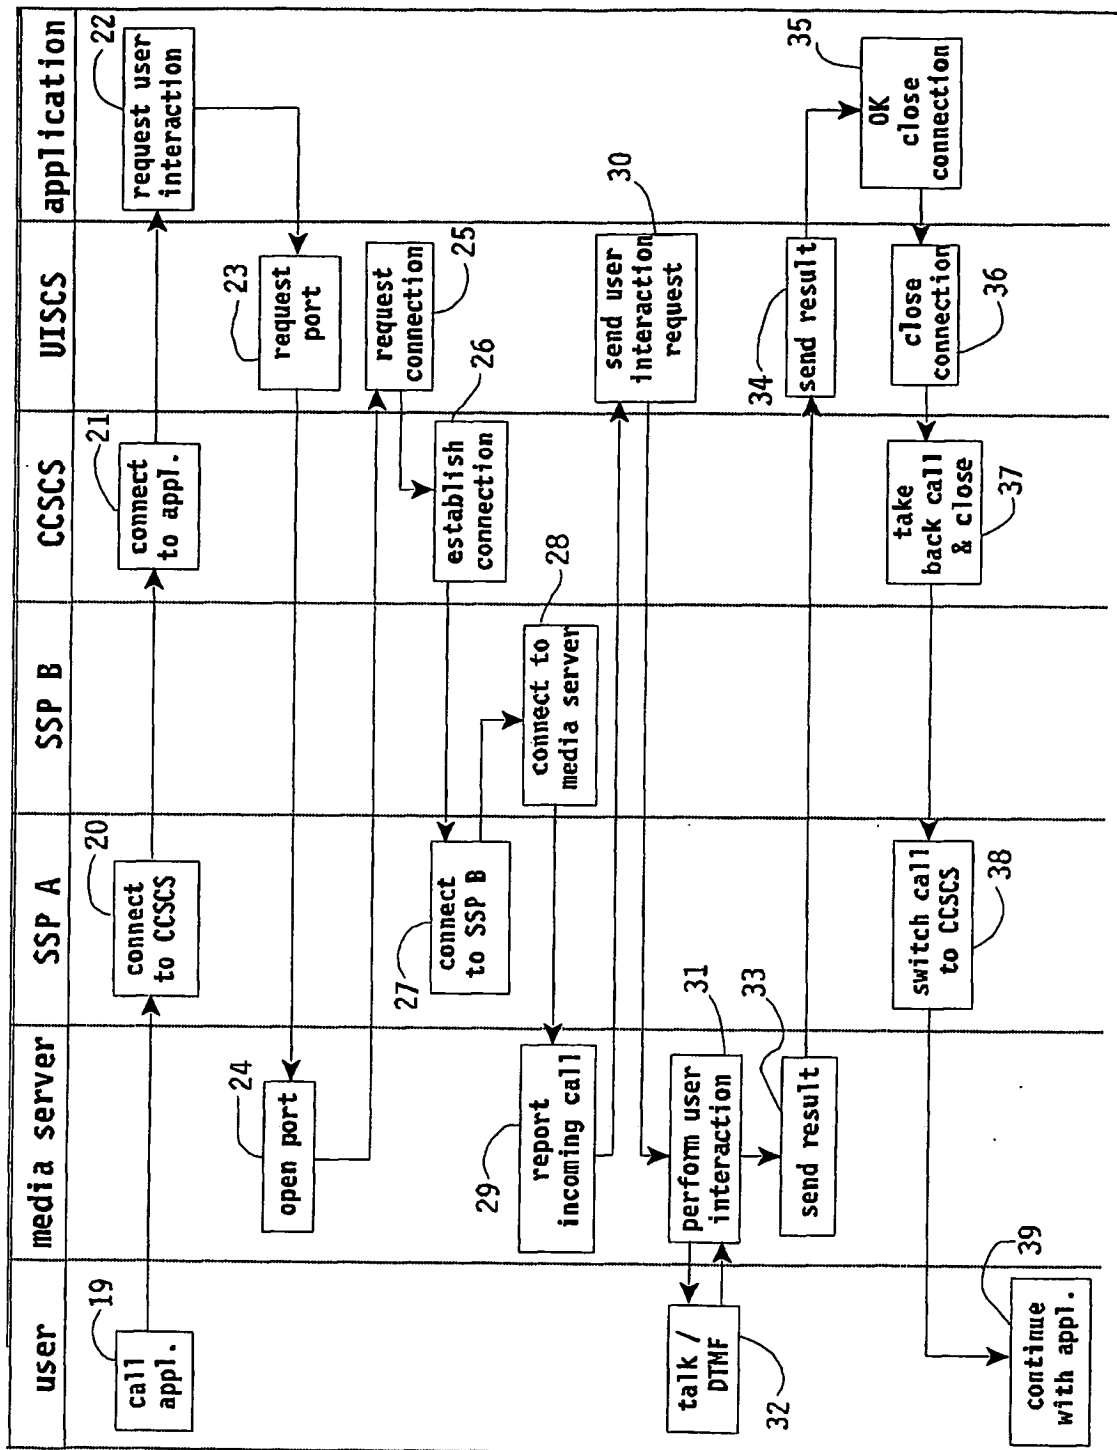 user
media server
SSP A
SSP B
CCSCS
UISCS
application
19
call
appl.
20
connect
to CCSCS
21
connect
to appl.
22
request user
interaction
23
request
port
24
open port
25
request
connection
26
establish
connection
27
connect
to SSP B
28
connect to
media server
29
report
incoming call
30
send user
interaction
request
31
perform user
interaction
32
talk /
DTMF
33
send result
34
send result
35
OK
close
connection
36
close
connection
37
take
back call
& close
38
switch call
to CCSCS
39
continue
with appl.